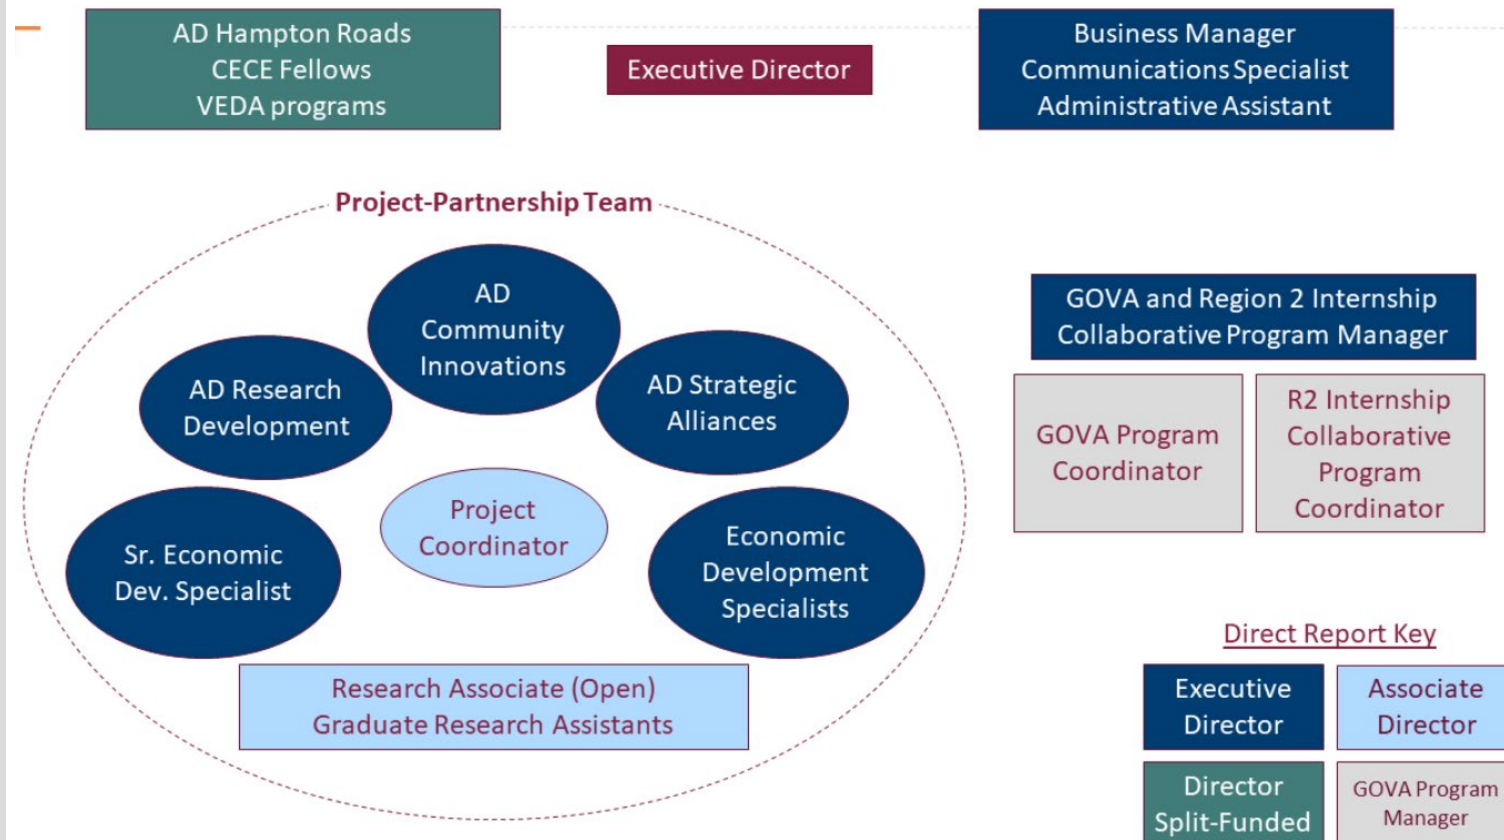 AD Hampton Roads
CECE Fellows
VEDA programs
Executive Director
Business Manager
Communications Specialist
Administrative Assistant
Project-Partnership Team
AD
Community
Innovations
AD Research
Development
AD Strategic
Alliances
Project
Coordinator
Sr. Economic
Dev. Specialist
Economic
Development
Specialists
Research Associate (Open)
Graduate Research Assistants
GOVA and Region 2 Internship
Collaborative Program Manager
GOVA Program
Coordinator
R2 Internship
Collaborative
Program
Coordinator
Direct Report Key
Executive
Director
Associate
Director
Director
Split-Funded
GOVA Program
Manager